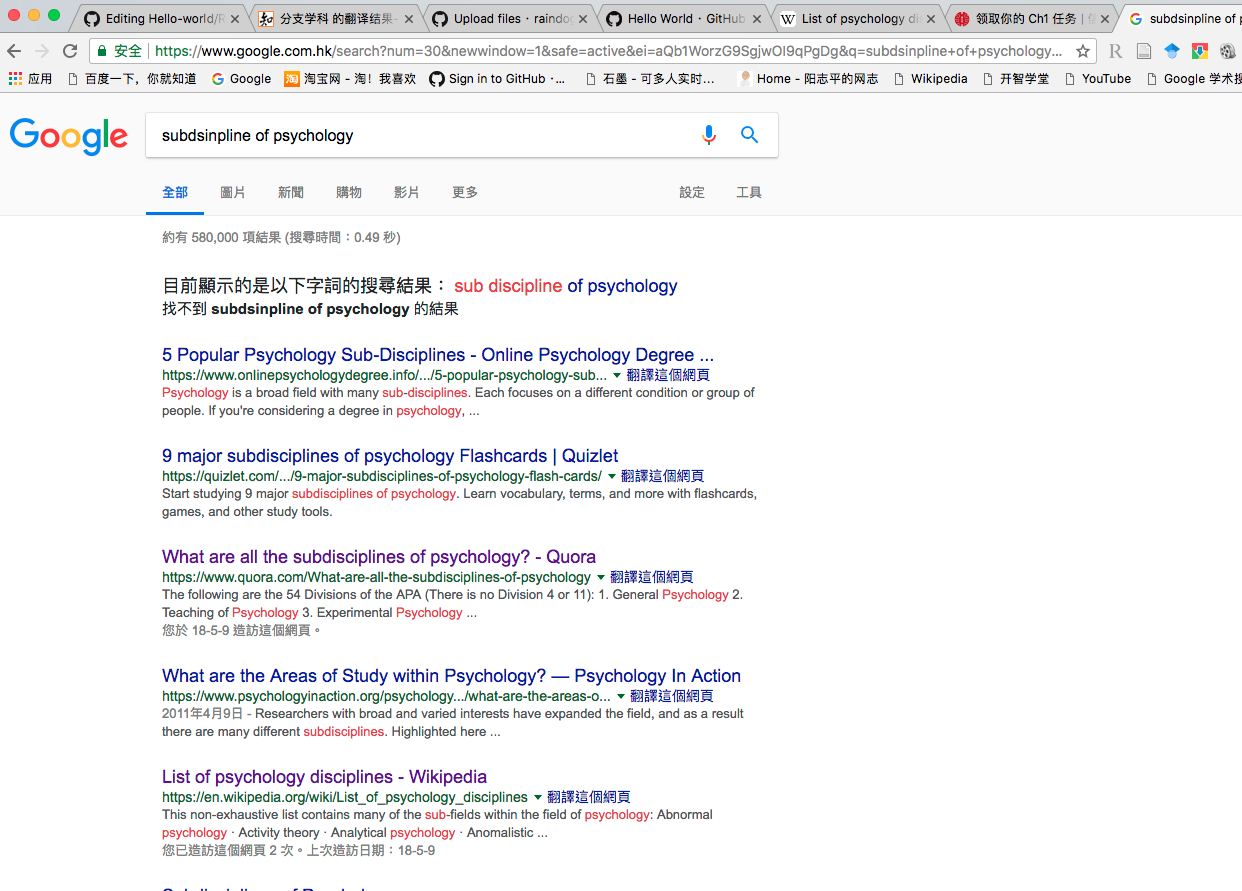 Editing Hello-world/R
分支学科 的翻译结果-
Upload files · raindo
Hello World · GitHub
List of psychology di
领取你的 Ch1 任务 |
subdsinpline of p
安全 https://www.google.com.hk/search?num=30&newwindow=1&safe=active&ei=aQb1WorzG9SgjwOI9qPgDg&q=subdsinpline+of+psychology...
应用 百度一下，你就知道 Google 淘宝网 - 淘！我喜欢 Sign in to GitHub ·... 石墨 - 可多人实时... Home - 阳志平的网志 Wikipedia 开智学堂 YouTube Google 学术搜
Google
subdsinpline of psychology
全部 圖片 新聞 購物 影片 更多 設定 工具
約有 580,000 項結果 (搜尋時間：0.49 秒)
目前顯示的是以下字詞的搜尋結果： sub discipline of psychology
找不到 subdsinpline of psychology 的結果
5 Popular Psychology Sub-Disciplines - Online Psychology Degree ...
https://www.onlinepsychologydegree.info/.../5-popular-psychology-sub... 翻譯這個網頁
Psychology is a broad field with many sub-disciplines. Each focuses on a different condition or group of
people. If you're considering a degree in psychology, ...
9 major subdisciplines of psychology Flashcards | Quizlet
https://quizlet.com/.../9-major-subdisciplines-of-psychology-flash-cards/ 翻譯這個網頁
Start studying 9 major subdisciplines of psychology. Learn vocabulary, terms, and more with flashcards,
games, and other study tools.
What are all the subdisciplines of psychology? - Quora
https://www.quora.com/What-are-all-the-subdisciplines-of-psychology 翻譯這個網頁
The following are the 54 Divisions of the APA (There is no Division 4 or 11): 1. General Psychology 2.
Teaching of Psychology 3. Experimental Psychology ...
您於 18-5-9 造訪這個網頁。
What are the Areas of Study within Psychology? — Psychology In Action
https://www.psychologyinaction.org/psychology.../what-are-the-areas-o... 翻譯這個網頁
2011年4月9日 - Researchers with broad and varied interests have expanded the field, and as a result
there are many different subdisciplines. Highlighted here ...
List of psychology disciplines - Wikipedia
https://en.wikipedia.org/wiki/List_of_psychology_disciplines 翻譯這個網頁
This non-exhaustive list contains many of the sub-fields within the field of psychology: Abnormal
psychology · Activity theory · Analytical psychology · Anomalistic ...
您已造訪這個網頁 2 次。上次造訪日期：18-5-9